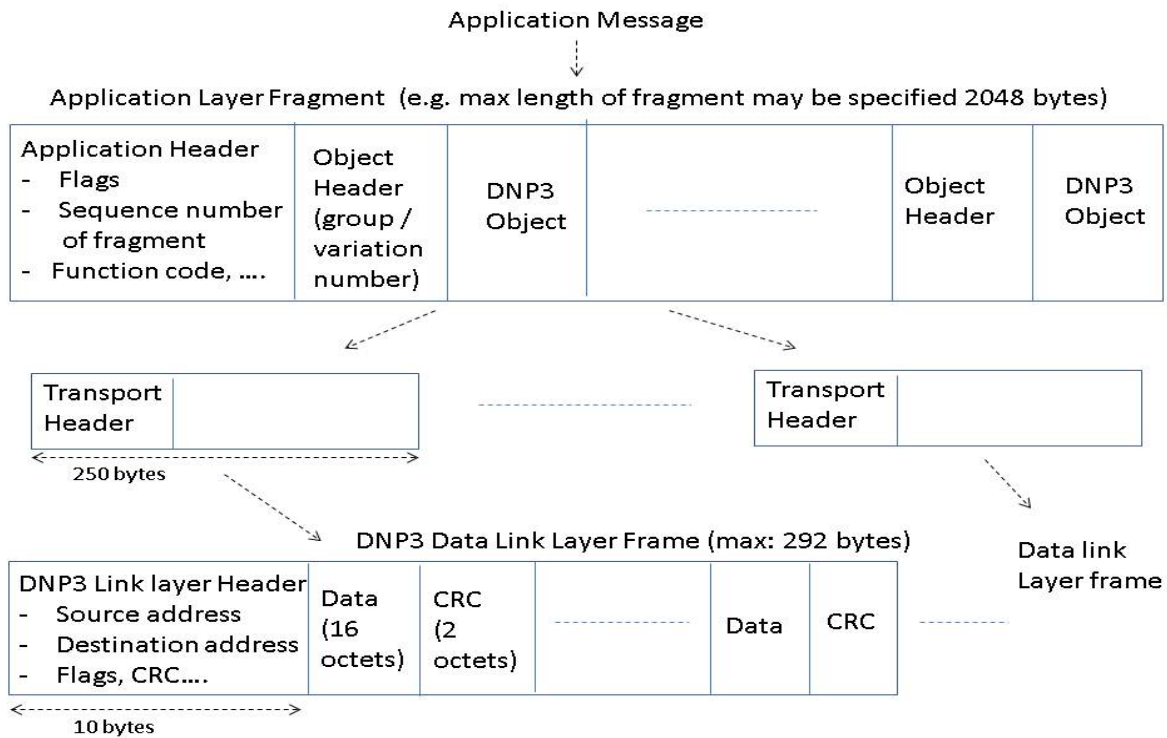 Application Message
Application Layer Fragment (e.g. max length of fragment may be specified 2048 bytes)
Application Header
- Flags
- Sequence number
of fragment
- Function code, ....
Object
Header
(group /
variation
number)
DNP3
Object
Object
Header
DNP3
Object
Transport
Header
250 bytes
Transport
Header
DNP3 Data Link Layer Frame (max: 292 bytes)
Data link
Layer frame
DNP3 Link layer Header
- Source address
- Destination address
- Flags, CRC....
10 bytes
Data
(16
octets)
CRC
(2
octets)
Data
CRC